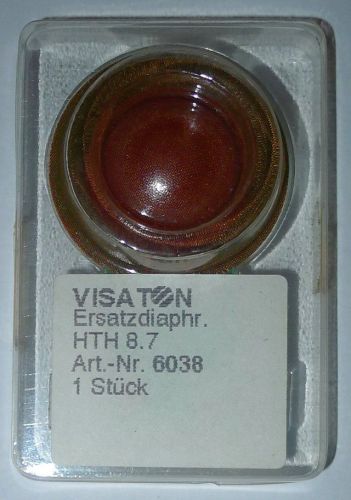 VISATON
Ersatzdiaphr.
HTH 8.7
Art.-Nr. 6038
1 Stück